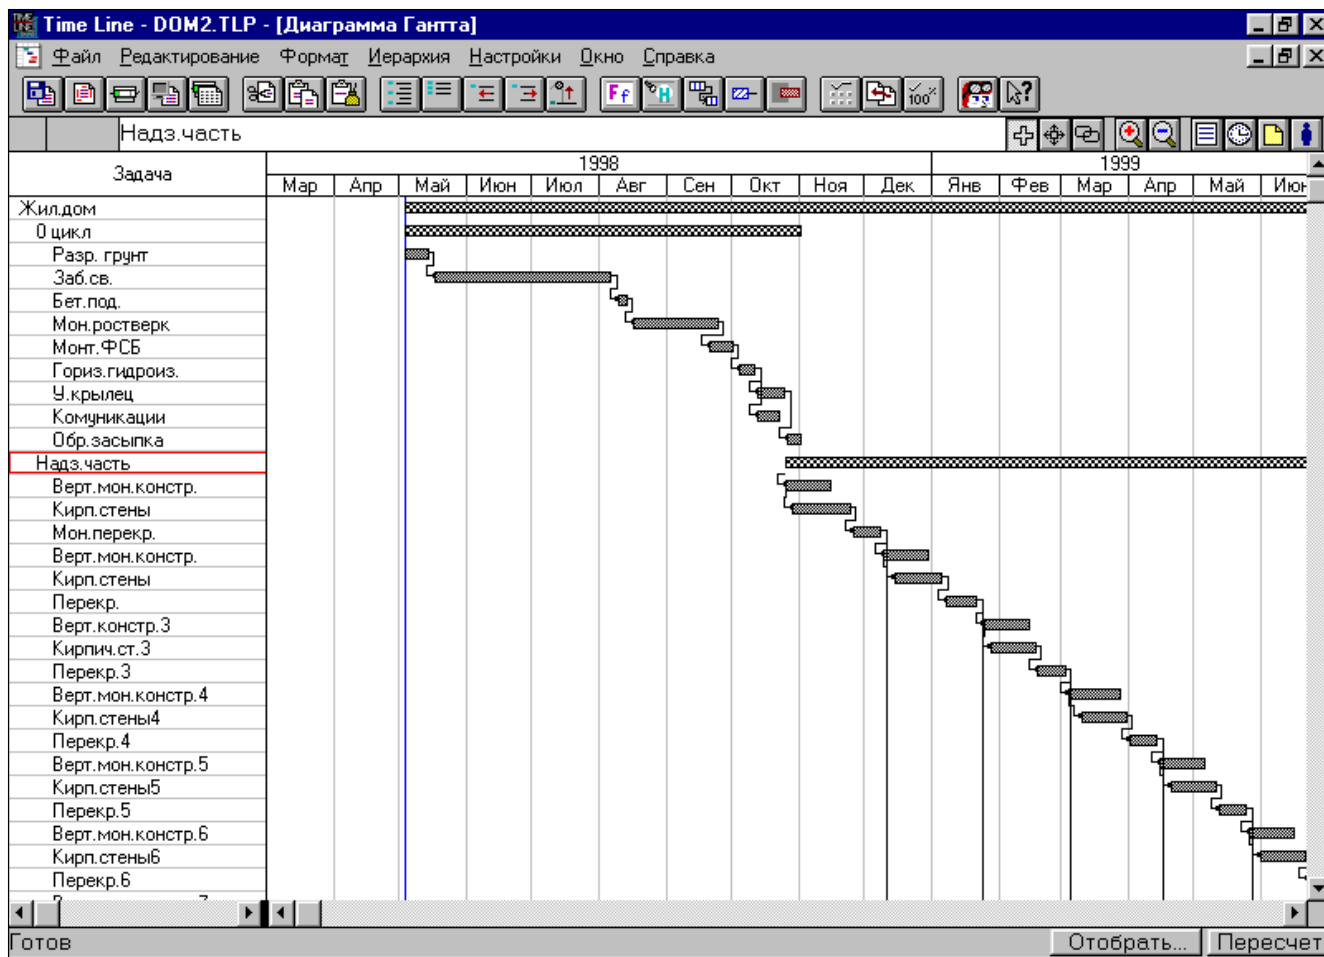 Time Line - DOM2.TLP - [Диаграмма Гантта]
Файл Редактирование Формат Иерархия Настройки Окно Справка
Надз.часть
Задача
1998 1999
Мар Апр Май Июн Июл Авг Сен Окт Ноя Дек Янв Фев Мар Апр Май Июн
Жил.дом
0 цикл
Разр. грунт
Заб.св.
Бет.под.
Мон.ростверк
Монт.ФСБ
Гориз.гидроиз.
У.крылец
Комуникации
Обр.засыпка
Надз.часть
Верт.мон.констр.
Кирп.стены
Мон.перекр.
Верт.мон.констр.
Кирп.стены
Перекр.
Верт.констр.3
Кирпич.ст.3
Перекр.3
Верт.мон.констр.4
Кирп.стены4
Перекр.4
Верт.мон.констр.5
Кирп.стены5
Перекр.5
Верт.мон.констр.6
Кирп.стены6
Перекр.6
Готов Отобрать... Пересчет